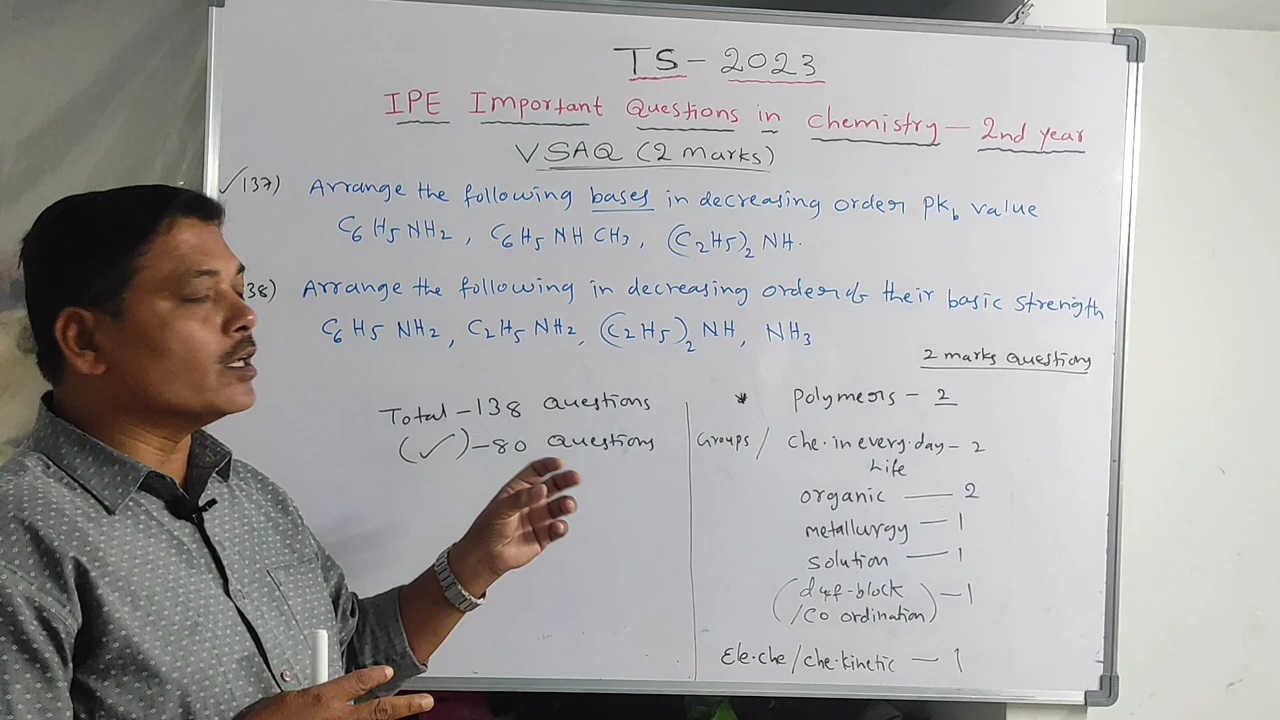 TS - 2023
IPE Important Questions in Chemistry - 2nd year
VSAQ (2 marks)
✓137) Arrange the following bases in decreasing order pKb value
C6H5NH2, C6H5NHCH3, (C2H5)2NH.
38) Arrange the following in decreasing order of their basic strength
C6H5NH2, C2H5NH2, (C2H5)2NH, NH3
2 marks question
Total - 138 Questions
(✓) - 80 Questions
* Polymers - 2
Groups / Che. in every. day - 2
Life
organic - 2
metallurgy - 1
solution - 1
(d & f - block
/ Co ordination) - 1
Ele. che / che. kinetic - 1